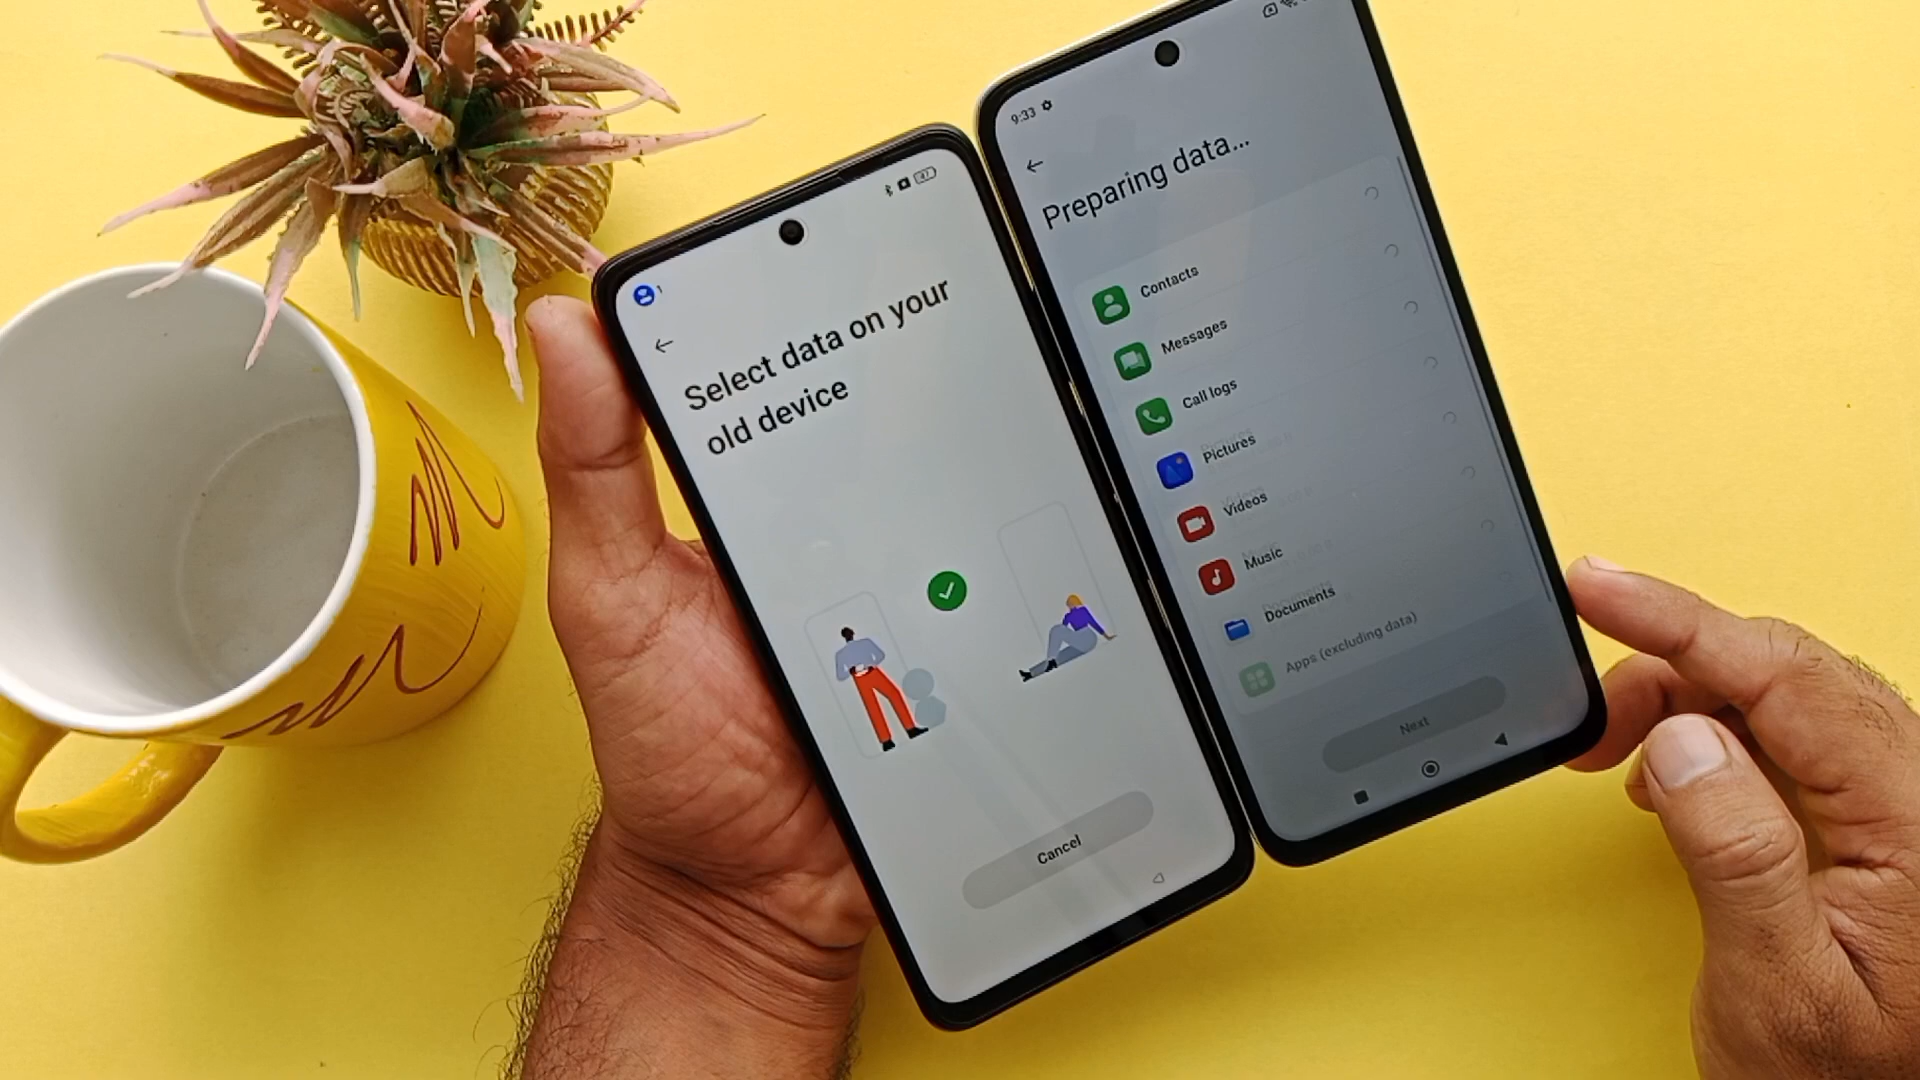 Select data on your
old device
Cancel
9:33
Preparing data...
Contacts
Messages
Call logs
Pictures
Videos
Music
Documents
Apps (excluding data)
Next